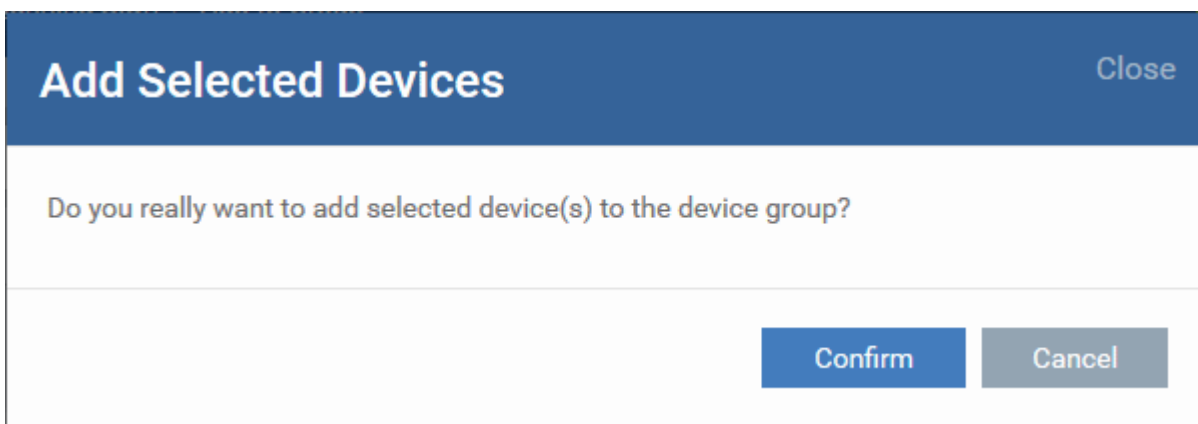 Add Selected Devices
Close
Do you really want to add selected device(s) to the device group?
Confirm
Cancel